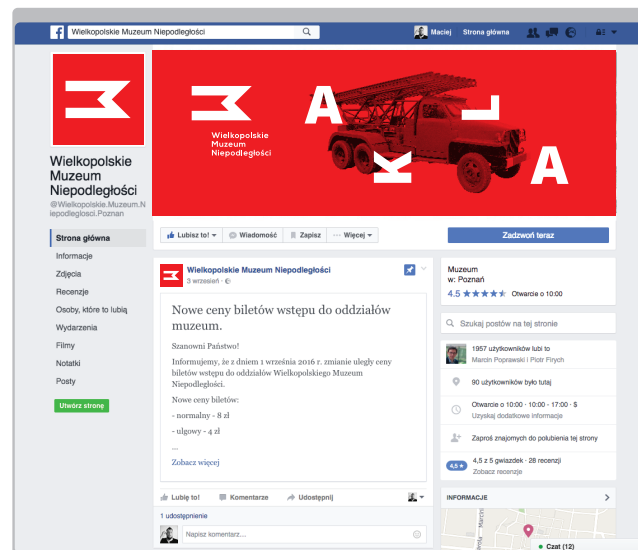 Wielkopolskie Muzeum Niepodległości
Maciej
Strona główna
Wielkopolskie
Muzeum
Niepodległości
A
L
K
A
Wielkopolskie
Muzeum
Niepodległości
@Wielkopolskie.Muzeum.N
iepodleglosci.Poznan
Strona główna
Informacje
Zdjęcia
Recenzje
Osoby, które to lubią
Wydarzenia
Filmy
Notatki
Posty
Utwórz stronę
Lubisz to!
Wiadomość
Zapisz
Więcej
Zadzwoń teraz
Wielkopolskie Muzeum Niepodległości
3 wrzesień
Nowe ceny biletów wstępu do oddziałów
muzeum.
Szanowni Państwo!
Informujemy, że z dniem 1 września 2016 r. zmianie uległy ceny
biletów wstępu do oddziałów Wielkopolskiego Muzeum
Niepodległości.
Nowe ceny biletów:
- normalny - 8 zł
- ulgowy - 4 zł
...
Zobacz więcej
Lubię to!
Komentarze
Udostępnij
1 udostępnienie
Napisz komentarz...
Muzeum
w: Poznań
4.5 ★★★★★ Otwarcie o 10:00
Szukaj postów na tej stronie
1957 użytkowników lubi to
Marcin Poprawski i Piotr Firych
90 użytkowników było tutaj
Otwarcie o 10:00 · 10:00 - 17:00 · $
Uzyskaj dodatkowe informacje
Zaproś znajomych do polubienia tej strony
4,5 ★
4,5 z 5 gwiazdek · 28 recenzji
Zobacz recenzje
INFORMACJE
Czat (12)